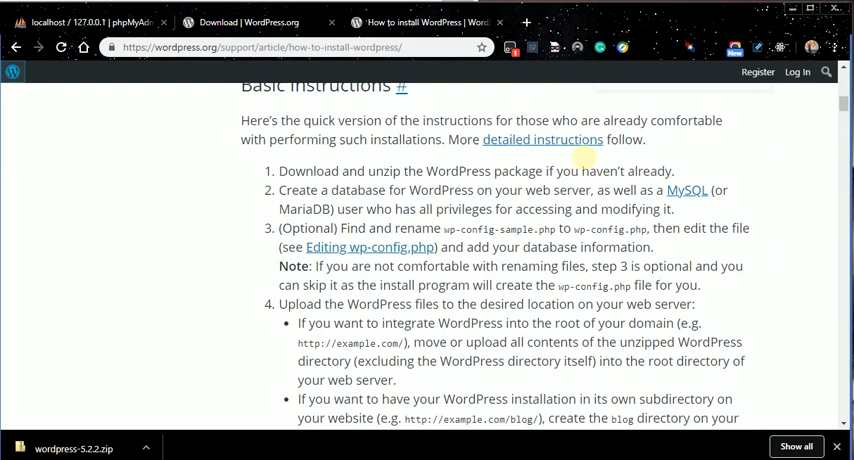 localhost / 127.0.0.1 | phpMyAdm
Download | WordPress.org
How to install WordPress | Word
https://wordpress.org/support/article/how-to-install-wordpress/
1
New
Register Log In
Basic Instructions #
Here's the quick version of the instructions for those who are already comfortable
with performing such installations. More detailed instructions follow.
1. Download and unzip the WordPress package if you haven't already.
2. Create a database for WordPress on your web server, as well as a MySQL (or
MariaDB) user who has all privileges for accessing and modifying it.
3. (Optional) Find and rename wp-config-sample.php to wp-config.php, then edit the file
(see Editing wp-config.php) and add your database information.
Note: If you are not comfortable with renaming files, step 3 is optional and you
can skip it as the install program will create the wp-config.php file for you.
4. Upload the WordPress files to the desired location on your web server:
• If you want to integrate WordPress into the root of your domain (e.g.
http://example.com/), move or upload all contents of the unzipped WordPress
directory (excluding the WordPress directory itself) into the root directory of
your web server.
• If you want to have your WordPress installation in its own subdirectory on
your website (e.g. http://example.com/blog/), create the blog directory on your
wordpress-5.2.2.zip
Show all